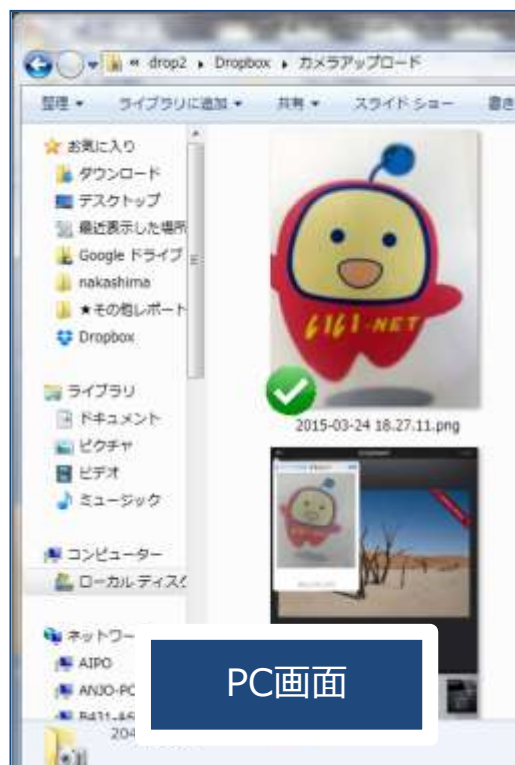 « drop2 ▸ Dropbox ▸ カメラアップロード
整理 ▾ ライブラリに追加 ▾ 共有 ▾ スライド ショー 書き
お気に入り
ダウンロード
デスクトップ
最近表示した場所
Google ドライブ
nakashima
★その他レポート
Dropbox
ライブラリ
ドキュメント
ピクチャ
ビデオ
ミュージック
コンピューター
ローカル ディスク
ネットワー
AIPO
ANJO-PC
B431-A6
204
6161-NET
2015-03-24 18.27.11.png
PC画面